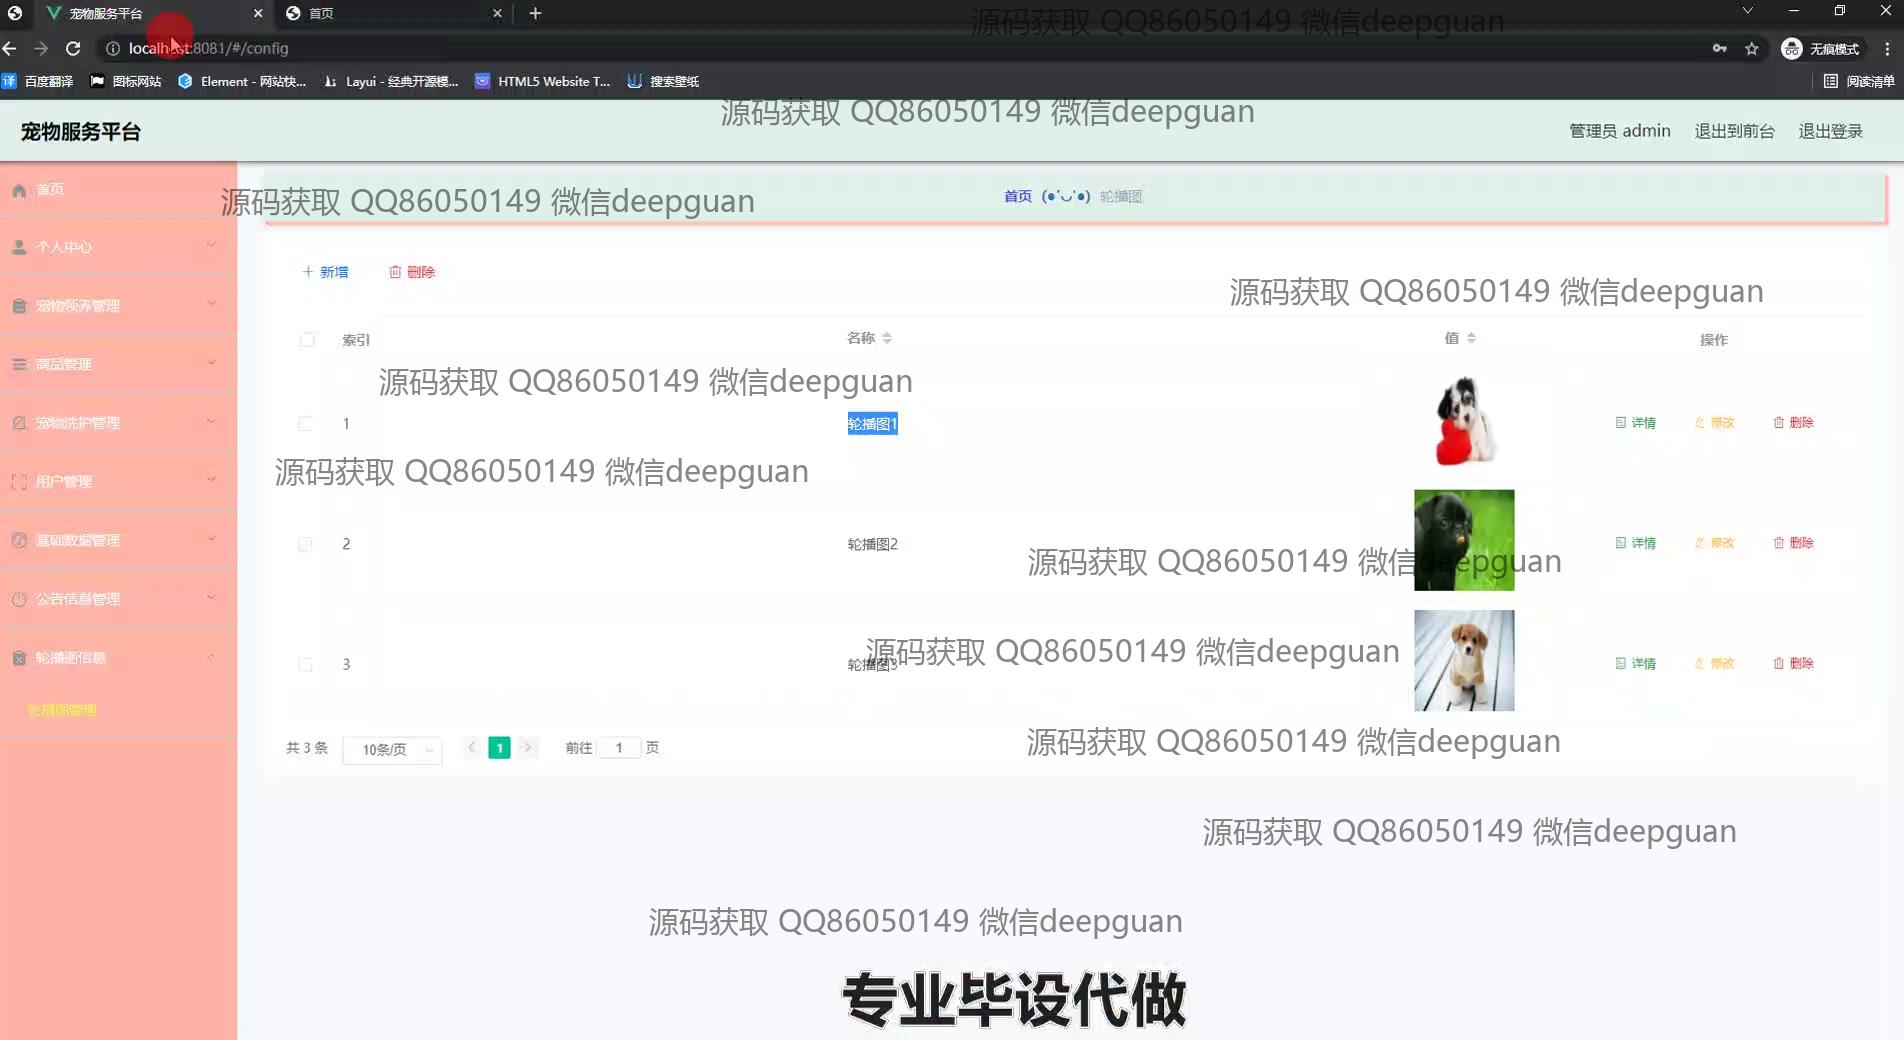 宠物服务平台
首页
源码获取 QQ86050149 微信deepguan
localhost:8081/#/config
无痕模式
百度翻译
图标网站
Element - 网站快...
Layui - 经典开源模...
HTML5 Website T...
搜索壁纸
阅读清单
源码获取 QQ86050149 微信deepguan
宠物服务平台
管理员 admin
退出到前台
退出登录
首页
源码获取 QQ86050149 微信deepguan
首页 (●'◡'●) 轮播图
个人中心
+ 新增
删除
源码获取 QQ86050149 微信deepguan
宠物领养管理
索引
名称
值
操作
商品管理
源码获取 QQ86050149 微信deepguan
宠物洗护管理
1
轮播图1
详情
修改
删除
源码获取 QQ86050149 微信deepguan
用户管理
基础数据管理
2
轮播图2
详情
修改
删除
源码获取 QQ86050149 微信deepguan
公告信息管理
轮播图信息
3
轮播图3
源码获取 QQ86050149 微信deepguan
详情
修改
删除
轮播图管理
共 3 条
10条/页
1
前往 1 页
源码获取 QQ86050149 微信deepguan
源码获取 QQ86050149 微信deepguan
源码获取 QQ86050149 微信deepguan
专业毕设代做